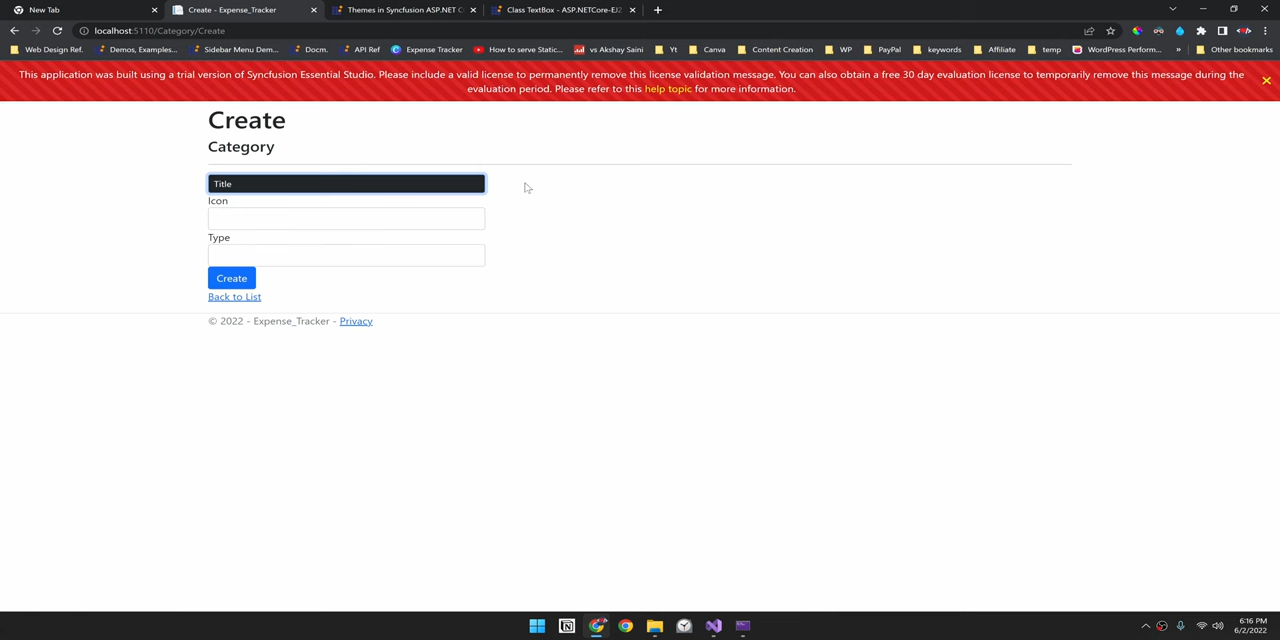 New Tab
Create - Expense_Tracker
Themes in Syncfusion ASP.NET C
Class TextBox - ASP.NETCore-EJ2
localhost:5110/Category/Create
Web Design Ref.
Demos, Examples...
Sidebar Menu Dem...
Docm.
API Ref
Expense Tracker
How to serve Static...
vs Akshay Saini
Yt
Canva
Content Creation
WP
PayPal
keywords
Affiliate
temp
WordPress Perform...
»
Other bookmarks
This application was built using a trial version of Syncfusion Essential Studio. Please include a valid license to permanently remove this license validation message. You can also obtain a free 30 day evaluation license to temporarily remove this message during the
evaluation period. Please refer to this help topic for more information.
Create
Category
Title
Icon
Type
Create
Back to List
© 2022 - Expense_Tracker - Privacy
6:16 PM
6/2/2022